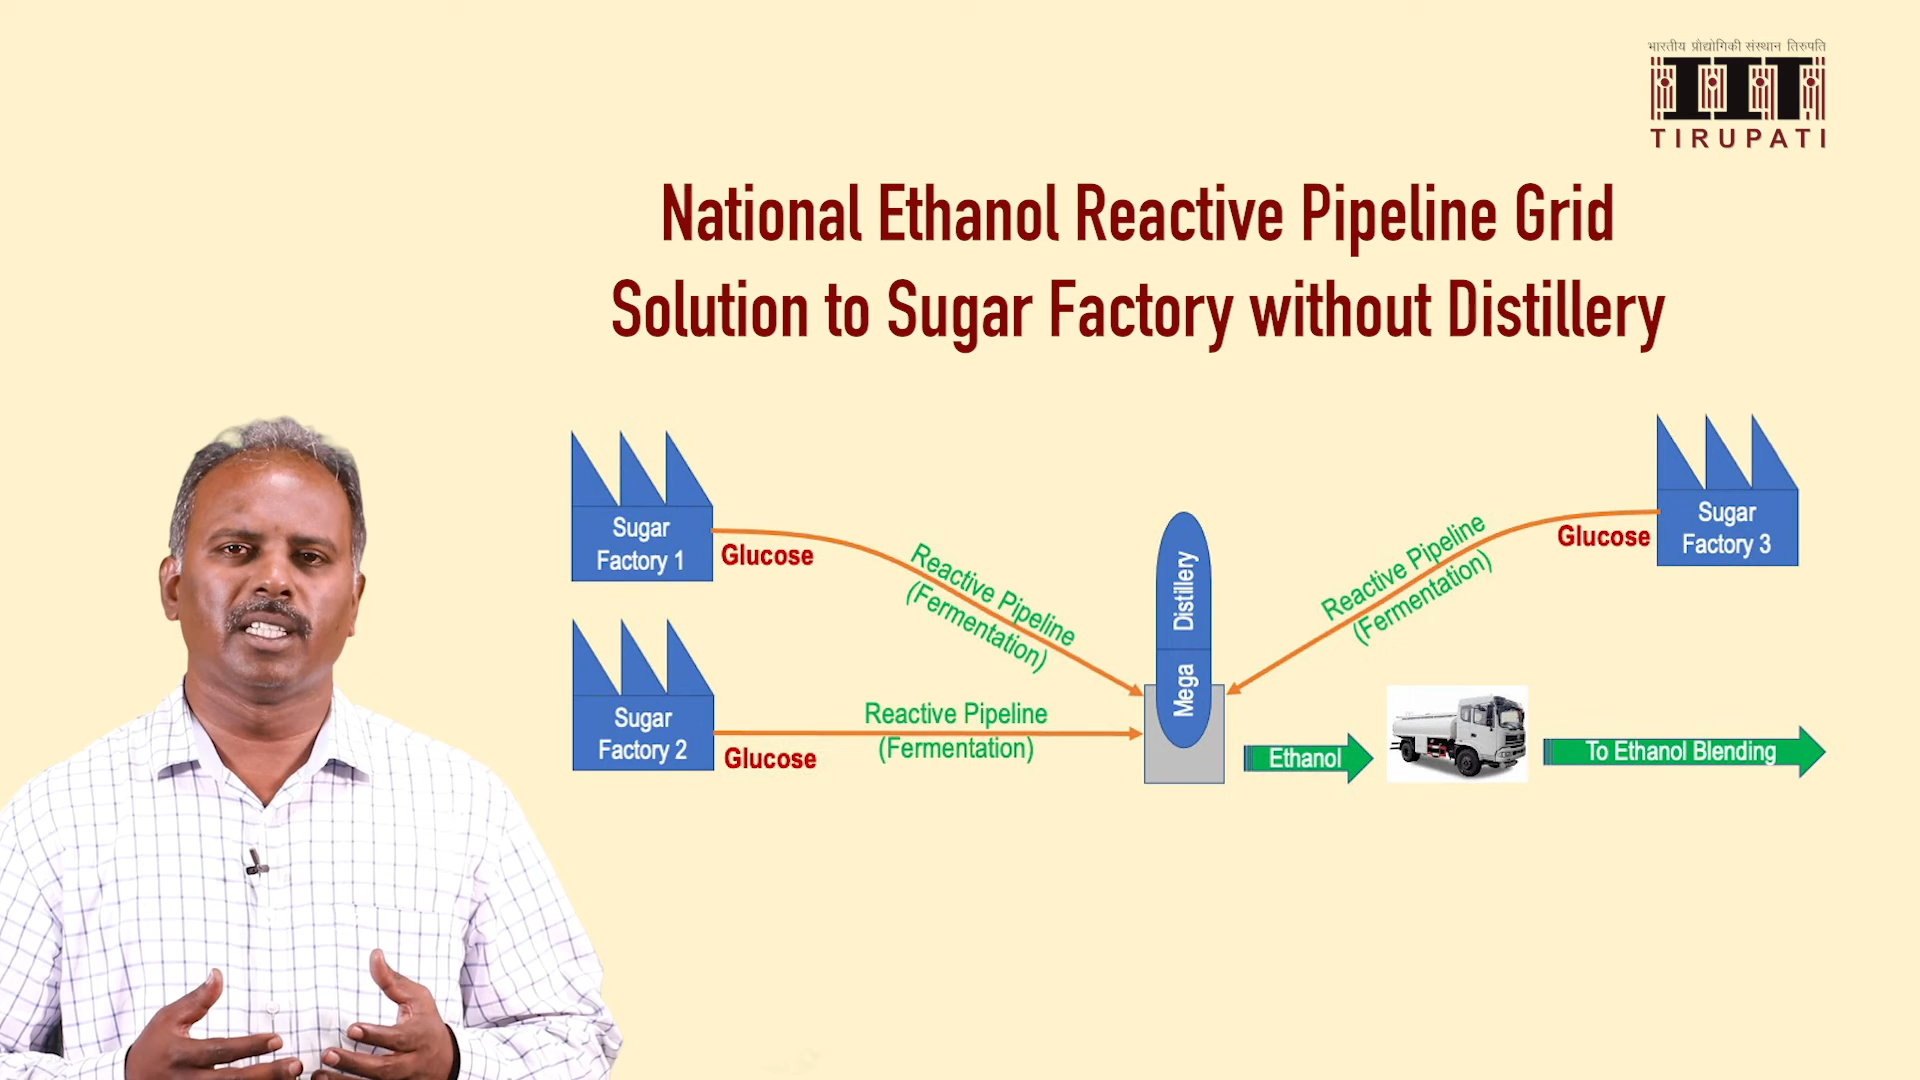 भारतीय प्रौद्योगिकी संस्थान तिरुपति
IIT
TIRUPATI
National Ethanol Reactive Pipeline Grid
Solution to Sugar Factory without Distillery
Sugar
Factory 1
Glucose
Reactive Pipeline
(Fermentation)
Sugar
Factory 2
Glucose
Reactive Pipeline
(Fermentation)
Mega Distillery
Sugar
Factory 3
Glucose
Reactive Pipeline
(Fermentation)
Ethanol
To Ethanol Blending